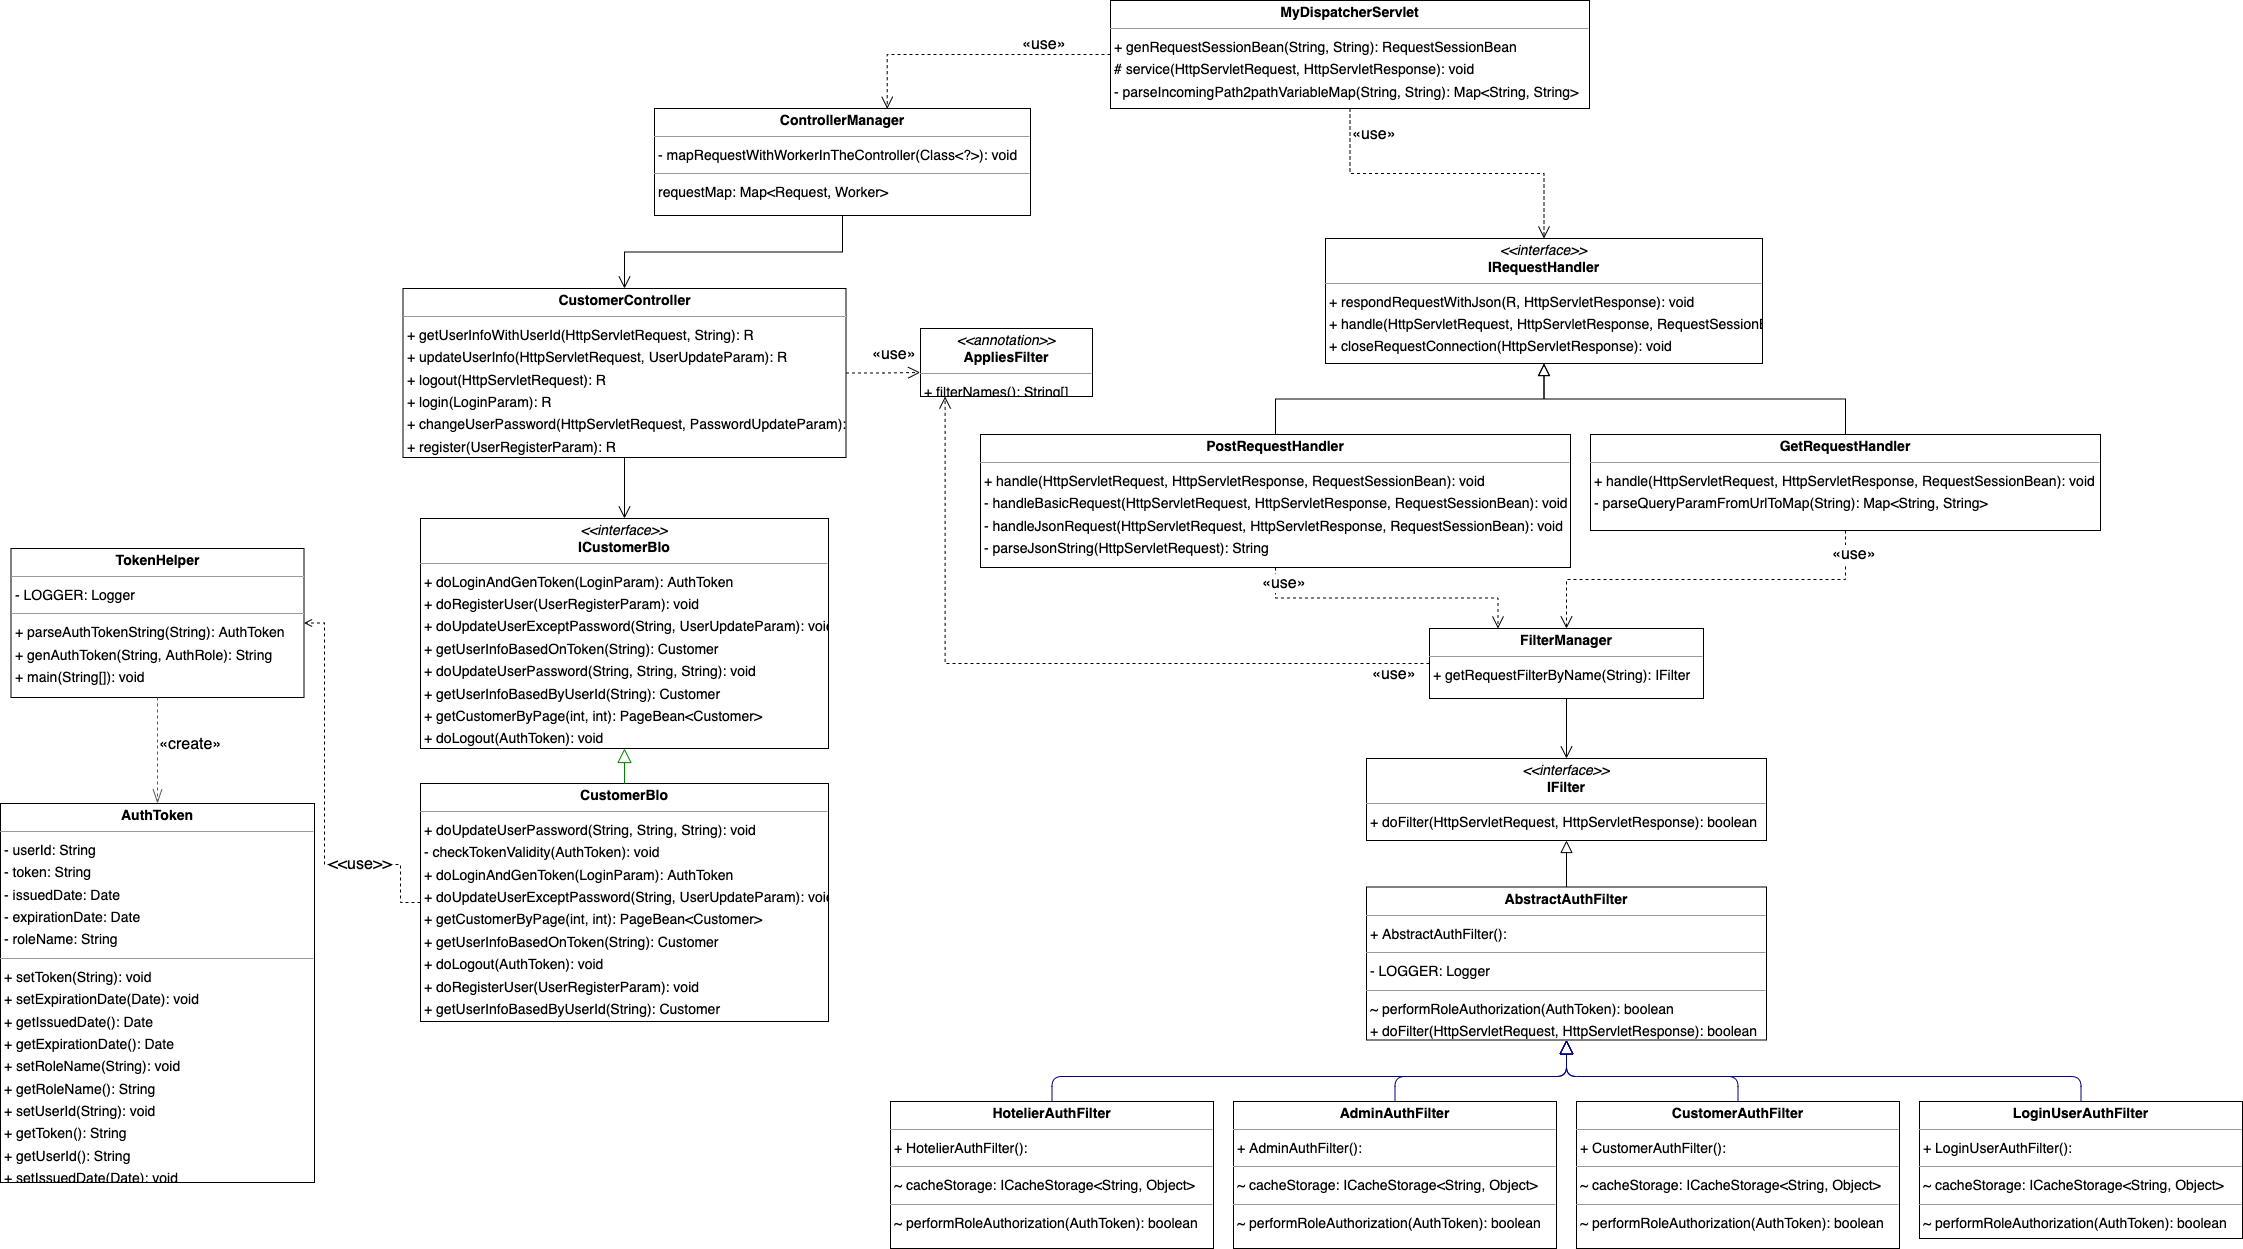 MyDispatcherServlet
+ genRequestSessionBean(String, String): RequestSessionBean
# service(HttpServletRequest, HttpServletResponse): void
- parseIncomingPath2pathVariableMap(String, String): Map<String, String>
«use»
«use»
ControllerManager
- mapRequestWithWorkerInTheController(Class<?>): void
requestMap: Map<Request, Worker>
<<interface>>
IRequestHandler
+ respondRequestWithJson(R, HttpServletResponse): void
+ handle(HttpServletRequest, HttpServletResponse, RequestSession
+ closeRequestConnection(HttpServletResponse): void
CustomerController
+ getUserInfoWithUserId(HttpServletRequest, String): R
+ updateUserInfo(HttpServletRequest, UserUpdateParam): R
+ logout(HttpServletRequest): R
+ login(LoginParam): R
+ changeUserPassword(HttpServletRequest, PasswordUpdateParam):
+ register(UserRegisterParam): R
«use»
<<annotation>>
AppliesFilter
+ filterNames(): String[]
PostRequestHandler
+ handle(HttpServletRequest, HttpServletResponse, RequestSessionBean): void
- handleBasicRequest(HttpServletRequest, HttpServletResponse, RequestSessionBean): void
- handleJsonRequest(HttpServletRequest, HttpServletResponse, RequestSessionBean): void
- parseJsonString(HttpServletRequest): String
GetRequestHandler
+ handle(HttpServletRequest, HttpServletResponse, RequestSessionBean): void
- parseQueryParamFromUrlToMap(String): Map<String, String>
«use»
«use»
<<interface>>
ICustomerBlo
+ doLoginAndGenToken(LoginParam): AuthToken
+ doRegisterUser(UserRegisterParam): void
+ doUpdateUserExceptPassword(String, UserUpdateParam): void
+ getUserInfoBasedOnToken(String): Customer
+ doUpdateUserPassword(String, String, String): void
+ getUserInfoBasedByUserId(String): Customer
+ getCustomerByPage(int, int): PageBean<Customer>
+ doLogout(AuthToken): void
TokenHelper
- LOGGER: Logger
+ parseAuthTokenString(String): AuthToken
+ genAuthToken(String, AuthRole): String
+ main(String[]): void
«create»
FilterManager
+ getRequestFilterByName(String): IFilter
«use»
<<interface>>
IFilter
+ doFilter(HttpServletRequest, HttpServletResponse): boolean
CustomerBlo
+ doUpdateUserPassword(String, String, String): void
- checkTokenValidity(AuthToken): void
+ doLoginAndGenToken(LoginParam): AuthToken
+ doUpdateUserExceptPassword(String, UserUpdateParam): void
+ getCustomerByPage(int, int): PageBean<Customer>
+ getUserInfoBasedOnToken(String): Customer
+ doLogout(AuthToken): void
+ doRegisterUser(UserRegisterParam): void
+ getUserInfoBasedByUserId(String): Customer
<<use>>
AuthToken
- userId: String
- token: String
- issuedDate: Date
- expirationDate: Date
- roleName: String
+ setToken(String): void
+ setExpirationDate(Date): void
+ getIssuedDate(): Date
+ getExpirationDate(): Date
+ setRoleName(String): void
+ getRoleName(): String
+ setUserId(String): void
+ getToken(): String
+ getUserId(): String
+ setIssuedDate(Date): void
AbstractAuthFilter
+ AbstractAuthFilter():
- LOGGER: Logger
~ performRoleAuthorization(AuthToken): boolean
+ doFilter(HttpServletRequest, HttpServletResponse): boolean
HotelierAuthFilter
+ HotelierAuthFilter():
~ cacheStorage: ICacheStorage<String, Object>
~ performRoleAuthorization(AuthToken): boolean
AdminAuthFilter
+ AdminAuthFilter():
~ cacheStorage: ICacheStorage<String, Object>
~ performRoleAuthorization(AuthToken): boolean
CustomerAuthFilter
+ CustomerAuthFilter():
~ cacheStorage: ICacheStorage<String, Object>
~ performRoleAuthorization(AuthToken): boolean
LoginUserAuthFilter
+ LoginUserAuthFilter():
~ cacheStorage: ICacheStorage<String, Object>
~ performRoleAuthorization(AuthToken): boolean